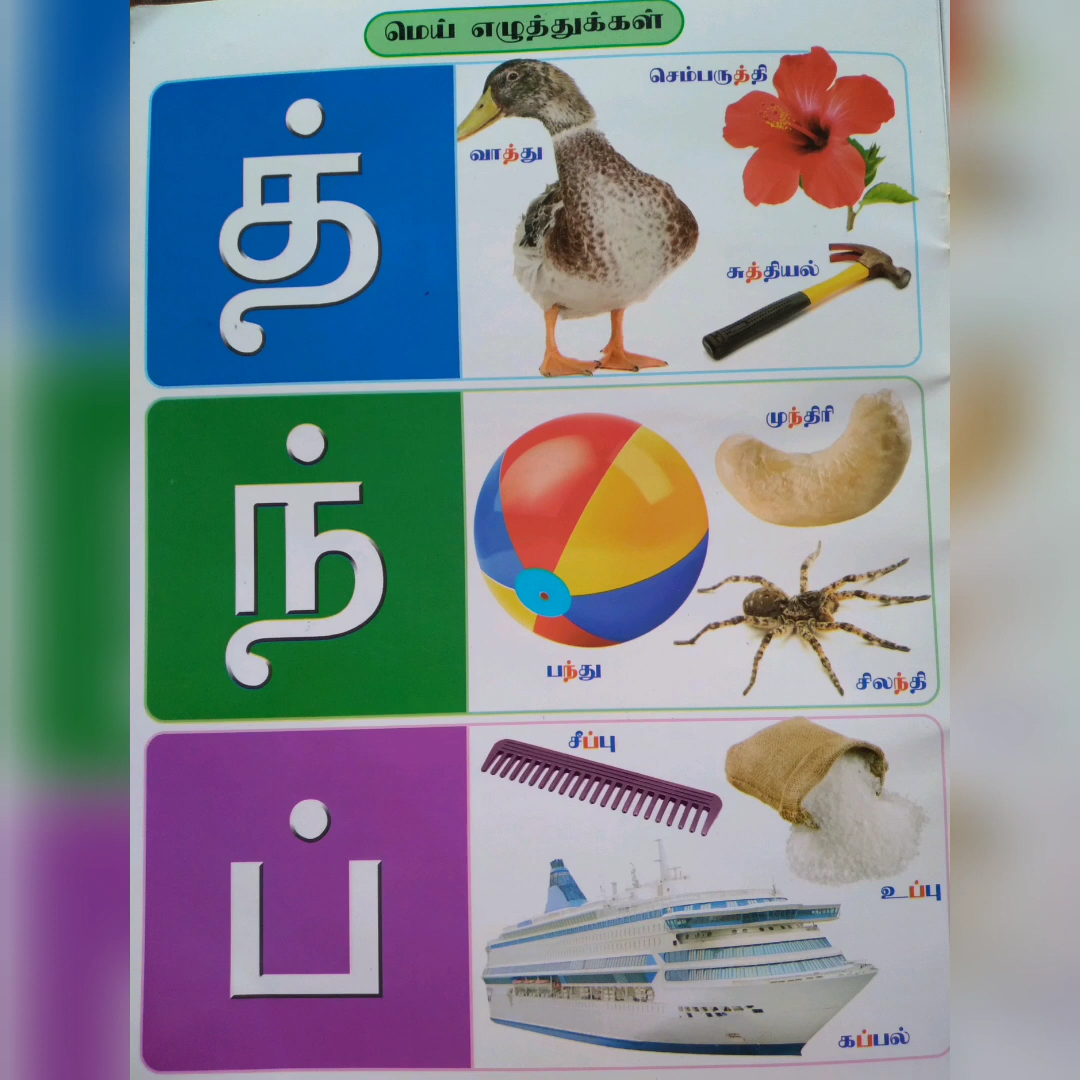 மெய் எழுத்துக்கள்
த்
வாத்து
செம்பருத்தி
சுத்தியல்
ந்
பந்து
முந்திரி
சிலந்தி
ப்
சீப்பு
உப்பு
கப்பல்